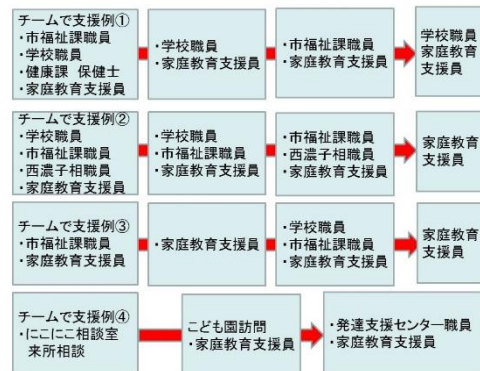 チームで支援例①
・市福祉課職員
・学校職員
・健康課 保健士
・家庭教育支援員
・学校職員
・家庭教育支援員
・市福祉課職員
・家庭教育支援員
学校職員
家庭教育
支援員
チームで支援例②
・学校職員
・市福祉課職員
・西濃子相職員
・家庭教育支援員
・学校職員
・市福祉課職員
・家庭教育支援員
・市福祉課職員
西濃子相職員
・家庭教育支援員
家庭教育
支援員
チームで支援例③
・市福祉課職員
・家庭教育支援員
・家庭教育支援員
・学校職員
・市福祉課職員
・家庭教育支援員
家庭教育
支援員
チームで支援例④
・にこにこ相談室
来所相談
こども園訪問
・家庭教育支援員
・発達支援センター職員
・家庭教育支援員